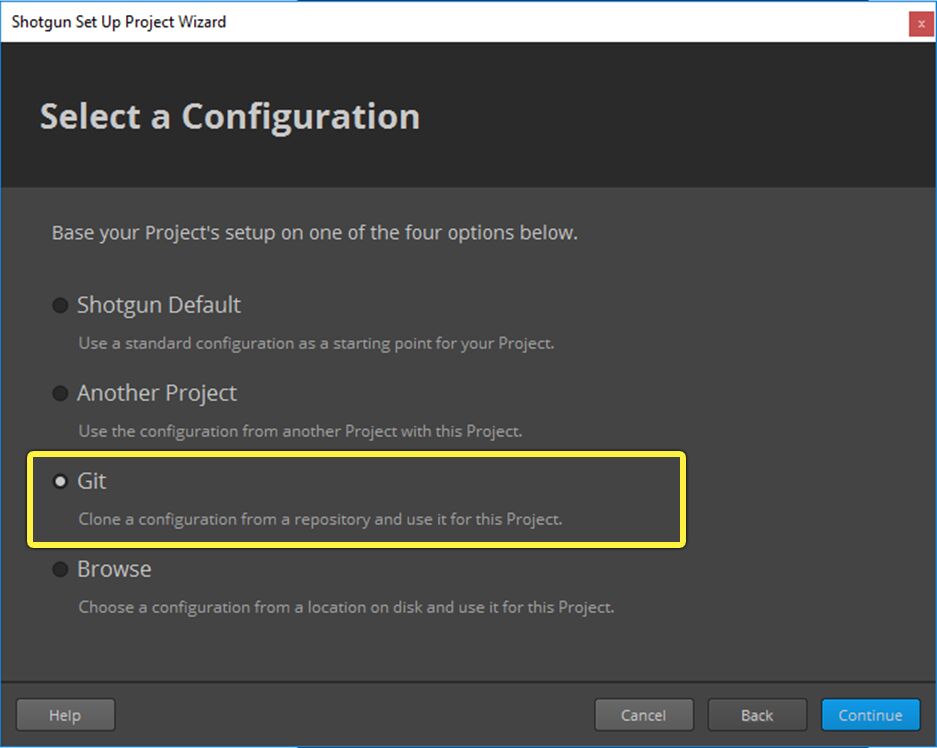 Shotgun Set Up Project Wizard
x
Select a Configuration
Base your Project's setup on one of the four options below.
Shotgun Default
Use a standard configuration as a starting point for your Project.
Another Project
Use the configuration from another Project with this Project.
Git
Clone a configuration from a repository and use it for this Project.
Browse
Choose a configuration from a location on disk and use it for this Project.
Help
Cancel
Back
Continue